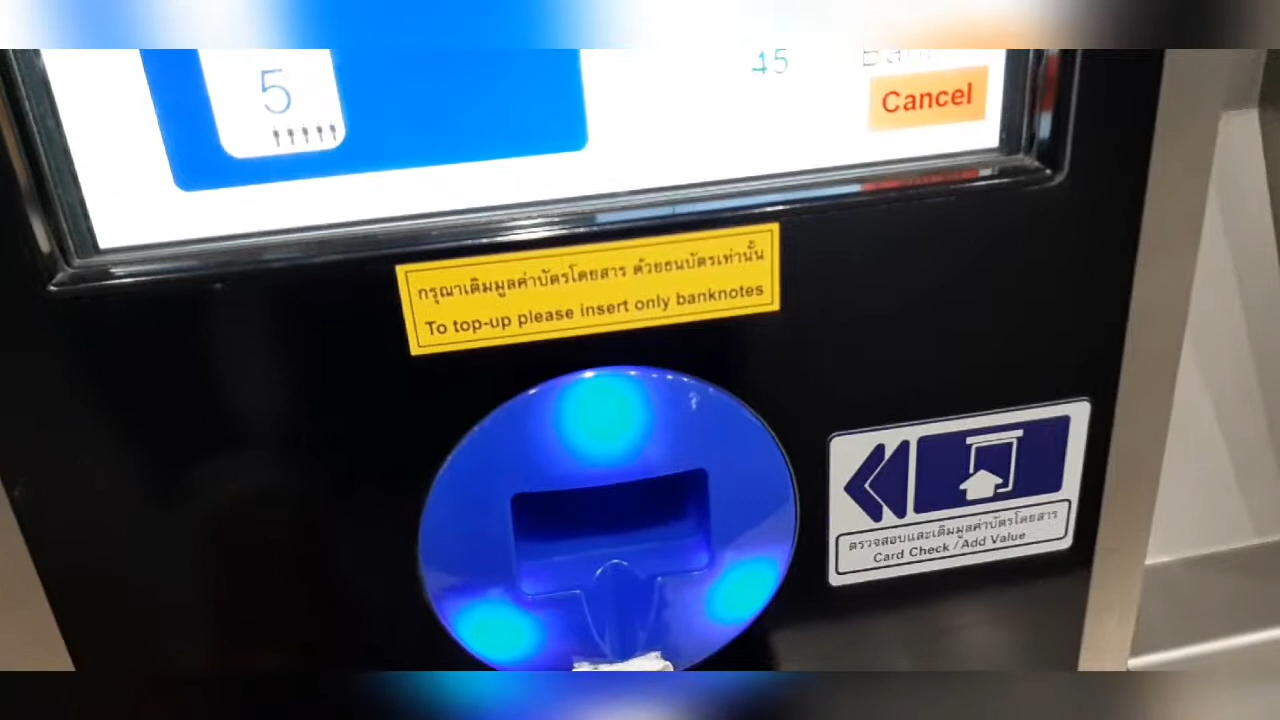 5
45
Cancel
กรุณาเติมมูลค่าบัตรโดยสาร ด้วยธนบัตรเท่านั้น
To top-up please insert only banknotes
ตรวจสอบและเติมมูลค่าบัตรโดยสาร
Card Check / Add Value